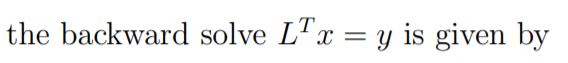 the backward solve $L^T x = y$ is given by